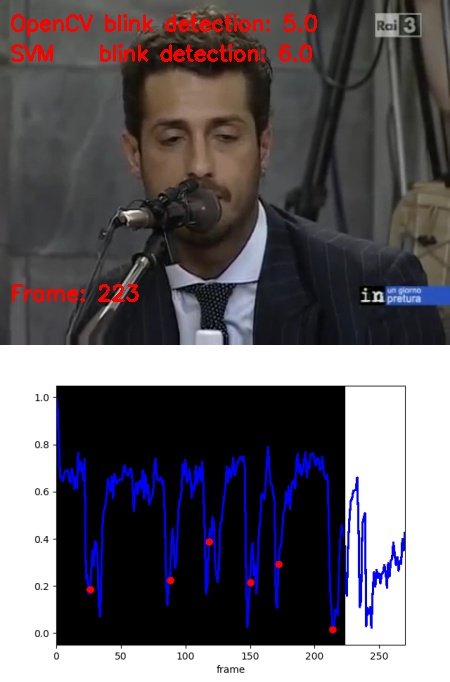 OpenCV blink detection: 5.0
SVM blink detection: 6.0
Rai 3
Frame: 223
in un giorno
pretura
1.0
0.8
0.6
0.4
0.2
0.0
0 50 100 150 200 250
frame